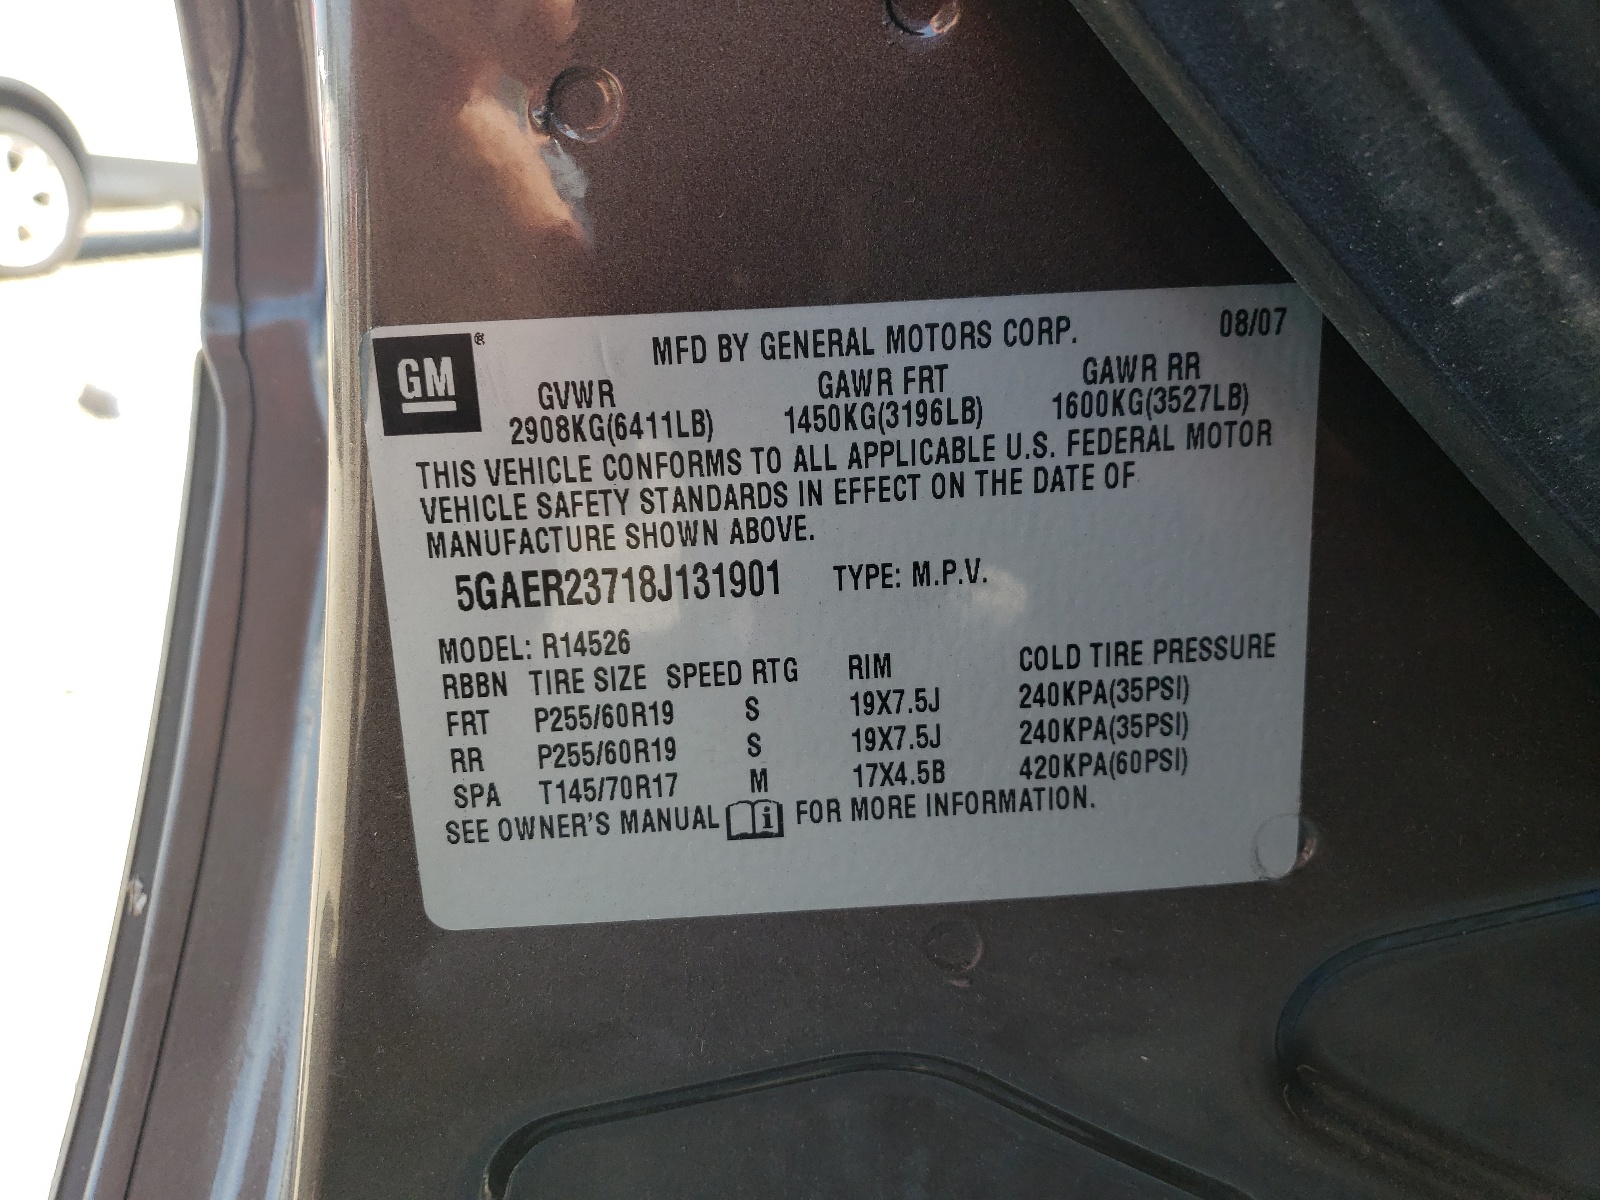 GM ®
MFD BY GENERAL MOTORS CORP. 08/07
GVWR GAWR FRT GAWR RR
2908KG(6411LB) 1450KG(3196LB) 1600KG(3527LB)
THIS VEHICLE CONFORMS TO ALL APPLICABLE U.S. FEDERAL MOTOR
VEHICLE SAFETY STANDARDS IN EFFECT ON THE DATE OF
MANUFACTURE SHOWN ABOVE.
5GAER23718J131901 TYPE: M.P.V.
MODEL: R14526
RBBN TIRE SIZE SPEED RTG RIM COLD TIRE PRESSURE
FRT P255/60R19 S 19X7.5J 240KPA(35PSI)
RR P255/60R19 S 19X7.5J 240KPA(35PSI)
SPA T145/70R17 M 17X4.5B 420KPA(60PSI)
SEE OWNER'S MANUAL i FOR MORE INFORMATION.